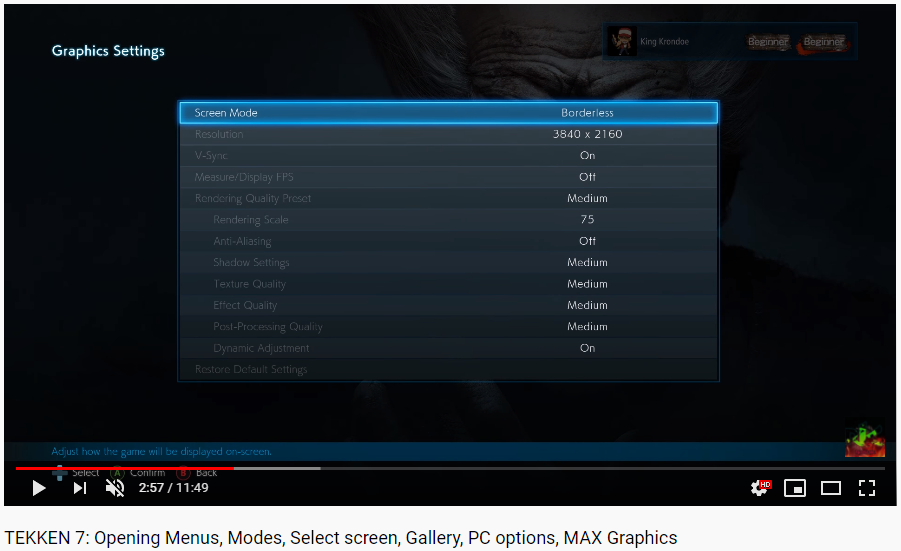 Graphics Settings
King Krondoe Beginner Beginner
Screen Mode Borderless
Resolution 3840 x 2160
V-Sync On
Measure/Display FPS Off
Rendering Quality Preset Medium
Rendering Scale 75
Anti-Aliasing Off
Shadow Settings Medium
Texture Quality Medium
Effect Quality Medium
Post-Processing Quality Medium
Dynamic Adjustment On
Restore Default Settings
Adjust how the game will be displayed on-screen.
Select A Confirm B Back
2:57 / 11:49 HD
TEKKEN 7: Opening Menus, Modes, Select screen, Gallery, PC options, MAX Graphics